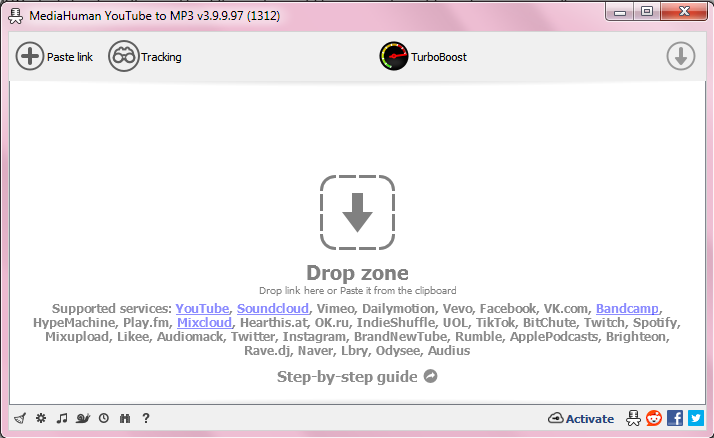 MediaHuman YouTube to MP3 v3.9.9.97 (1312)
Paste link Tracking TurboBoost
Drop zone
Drop link here or Paste it from the clipboard
Supported services: YouTube, Soundcloud, Vimeo, Dailymotion, Vevo, Facebook, VK.com, Bandcamp,
HypeMachine, Play.fm, Mixcloud, Hearthis.at, OK.ru, IndieShuffle, UOL, TikTok, BitChute, Twitch, Spotify,
Mixupload, Likee, Audiomack, Twitter, Instagram, BrandNewTube, Rumble, ApplePodcasts, Brighteon,
Rave.dj, Naver, Lbry, Odysee, Audius
Step-by-step guide
? Activate